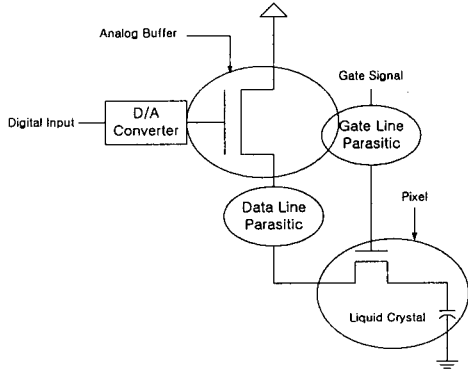 Analog Buffer
Gate Signal
D/A
Converter
Digital Input
Gate Line
Parasitic
Data Line
Parasitic
Pixel
Liquid Crystal